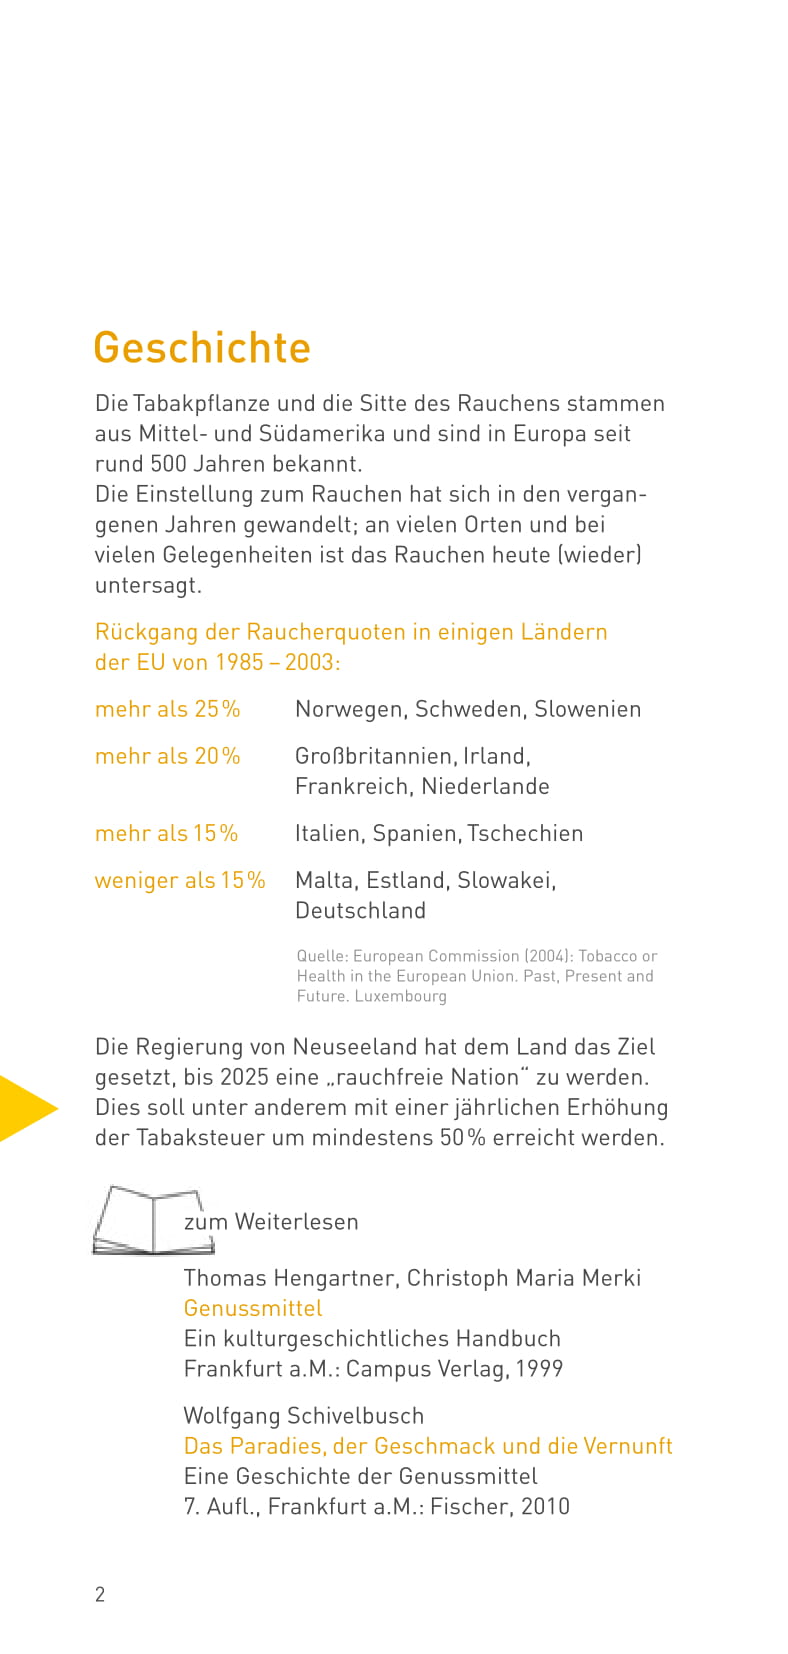 Geschichte
Die Tabakpflanze und die Sitte des Rauchens stammen
aus Mittel- und Südamerika und sind in Europa seit
rund 500 Jahren bekannt.
Die Einstellung zum Rauchen hat sich in den vergan-
genen Jahren gewandelt; an vielen Orten und bei
vielen Gelegenheiten ist das Rauchen heute (wieder)
untersagt.
Rückgang der Raucherquoten in einigen Ländern
der EU von 1985 – 2003:
mehr als 25 % Norwegen, Schweden, Slowenien
mehr als 20 % Großbritannien, Irland,
Frankreich, Niederlande
mehr als 15 % Italien, Spanien, Tschechien
weniger als 15 % Malta, Estland, Slowakei,
Deutschland
Quelle: European Commission (2004): Tobacco or
Health in the European Union. Past, Present and
Future. Luxembourg
Die Regierung von Neuseeland hat dem Land das Ziel
gesetzt, bis 2025 eine „rauchfreie Nation“ zu werden.
Dies soll unter anderem mit einer jährlichen Erhöhung
der Tabaksteuer um mindestens 50 % erreicht werden.
zum Weiterlesen
Thomas Hengartner, Christoph Maria Merki
Genussmittel
Ein kulturgeschichtliches Handbuch
Frankfurt a.M.: Campus Verlag, 1999
Wolfgang Schivelbusch
Das Paradies, der Geschmack und die Vernunft
Eine Geschichte der Genussmittel
7. Aufl., Frankfurt a.M.: Fischer, 2010
2